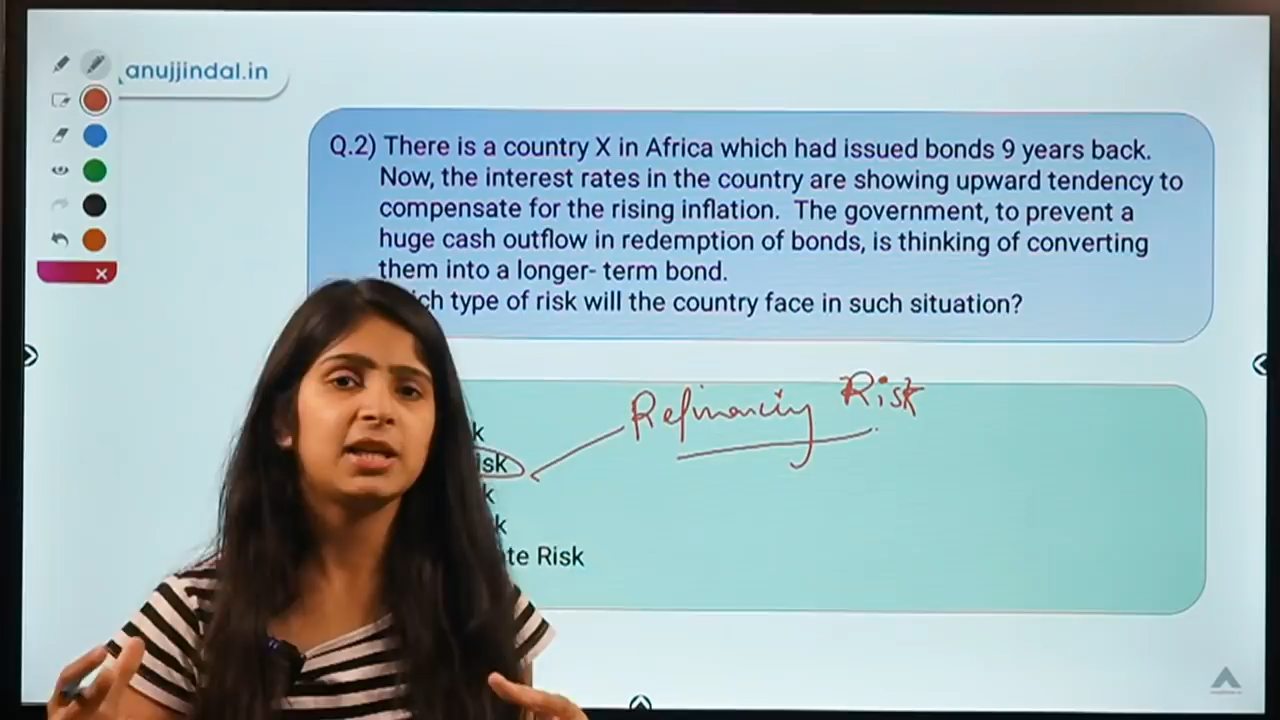 anujjindal.in
Q.2) There is a country X in Africa which had issued bonds 9 years back.
Now, the interest rates in the country are showing upward tendency to
compensate for the rising inflation. The government, to prevent a
huge cash outflow in redemption of bonds, is thinking of converting
them into a longer- term bond.
ch type of risk will the country face in such situation?
Refinancing Risk
k
isk
k
k
te Risk